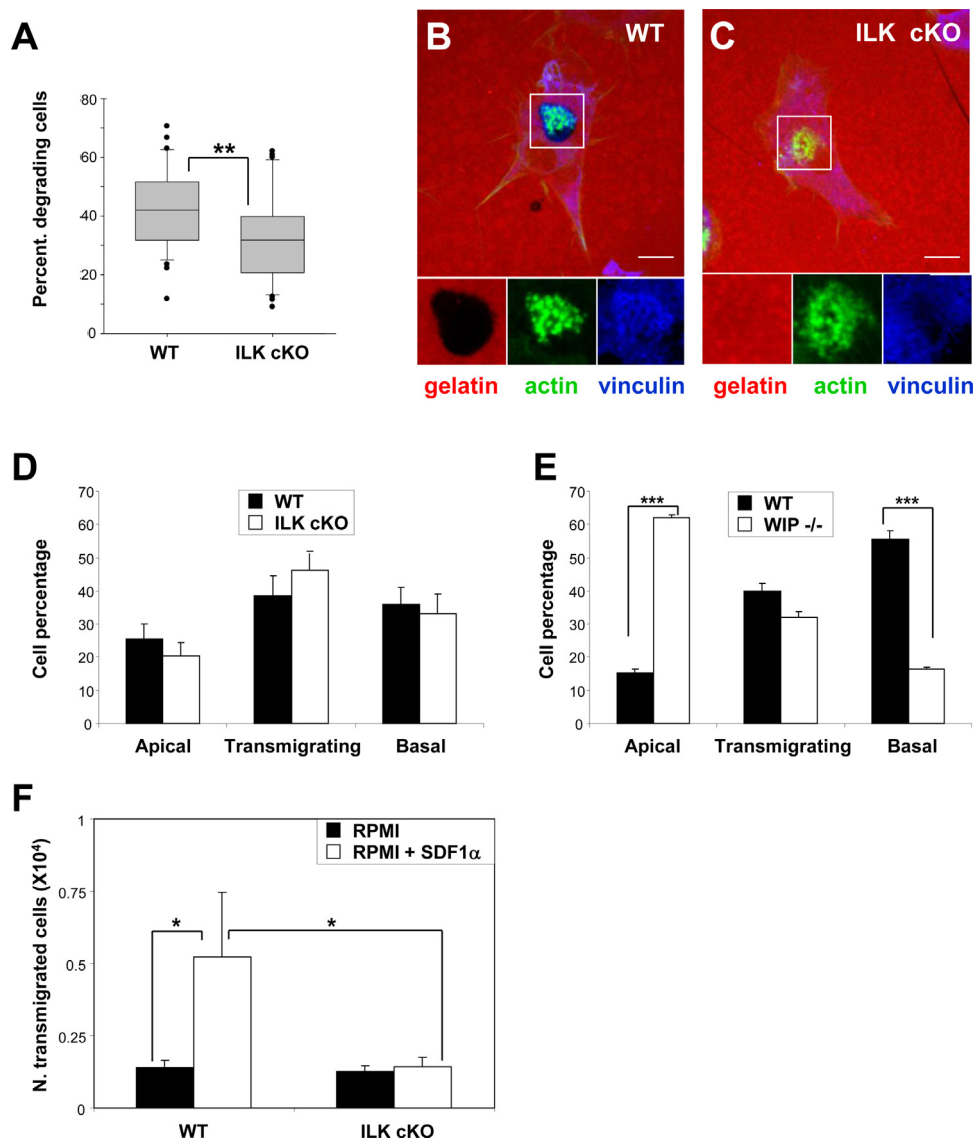 A
Percent. degrading cells
80
60
40
20
0
**
WT
ILK cKO
B
WT
C
ILK cKO
gelatin actin vinculin
gelatin actin vinculin
D
Cell percentage
70
60
50
40
30
20
10
0
WT
ILK cKO
Apical Transmigrating Basal
E
Cell percentage
70
60
50
40
30
20
10
0
***
WT
WIP -/-
***
Apical Transmigrating Basal
F
N. transmigrated cells (X10⁴)
1
0.75
0.5
0.25
0
RPMI
RPMI + SDF1α
*
*
WT
ILK cKO